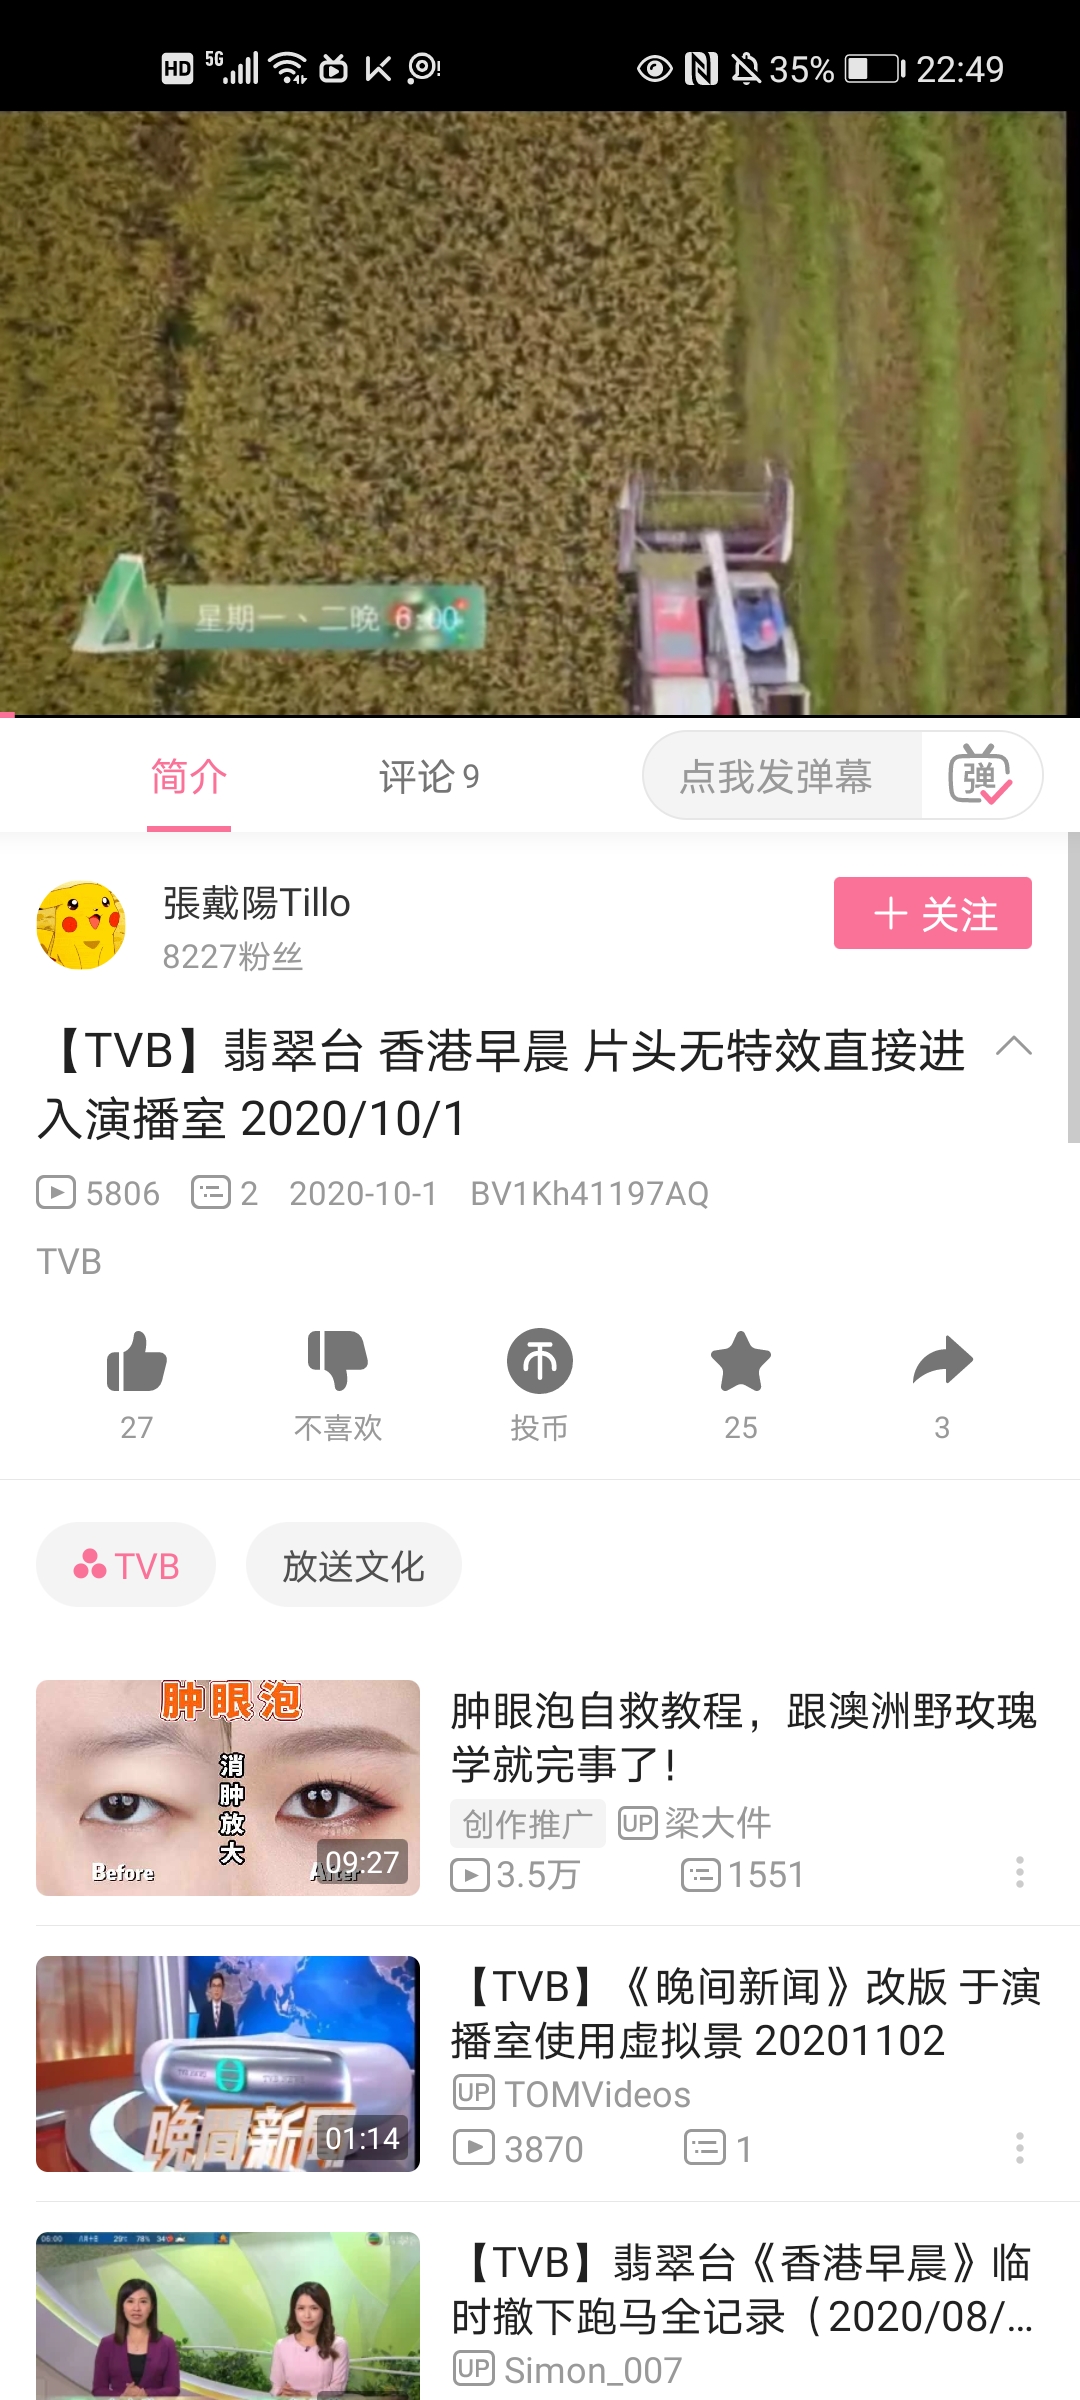 HD 5G 35% 22:49
星期一、二晚 6:00
简介
评论 9
点我发弹幕
弹
張戴陽Tillo
8227粉丝
关注
【TVB】翡翠台 香港早晨 片头无特效直接进
入演播室 2020/10/1
5806 2 2020-10-1 BV1Kh41197AQ
TVB
27 不喜欢 投币 25 3
TVB 放送文化
肿眼泡
消肿放大
Before
After
09:27
肿眼泡自救教程，跟澳洲野玫瑰
学就完事了！
创作推广 UP 梁大件
3.5万 1551
晚間新聞
01:14
【TVB】《晚间新闻》改版 于演
播室使用虚拟景 20201102
UP TOMVideos
3870 1
06:00 29℃ 78%
【TVB】翡翠台《香港早晨》临
时撤下跑马全记录（2020/08/...
UP Simon_007